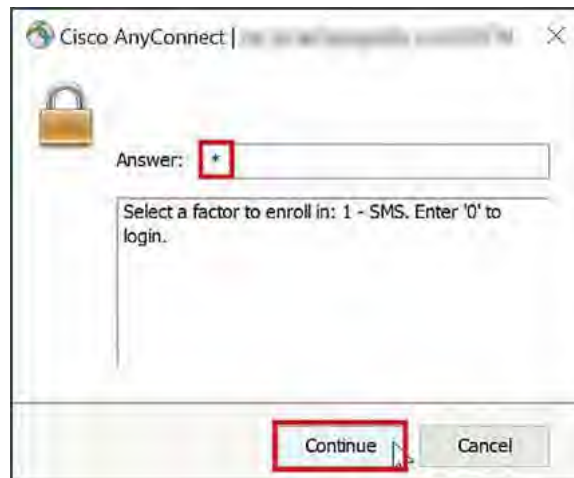 Cisco AnyConnect |
Answer: *
Select a factor to enroll in: 1 - SMS. Enter '0' to
login.
Continue Cancel